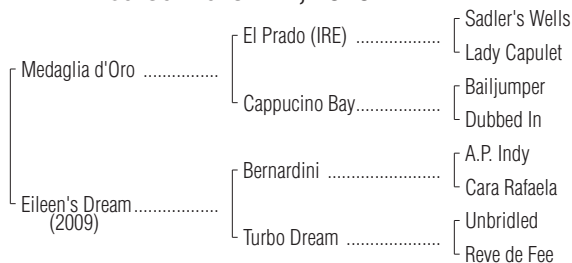 Sadler's Wells
El Prado (IRE) ..................
Lady Capulet
Medaglia d'Oro ................
Bailjumper
Cappucino Bay..................
Dubbed In
A.P. Indy
Bernardini .....................
Cara Rafaela
Eileen's Dream..................
(2009)
Unbridled
Turbo Dream ...................
Reve de Fee